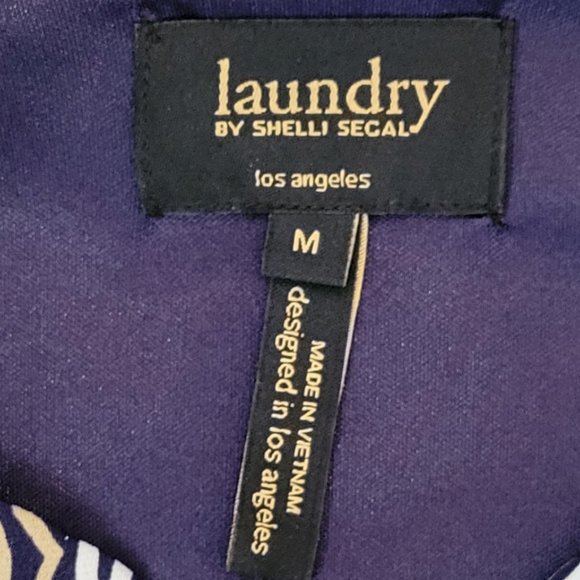 laundry
BY SHELLI SEGAL
los angeles
M
MADE IN VIETNAM
designed in los angeles